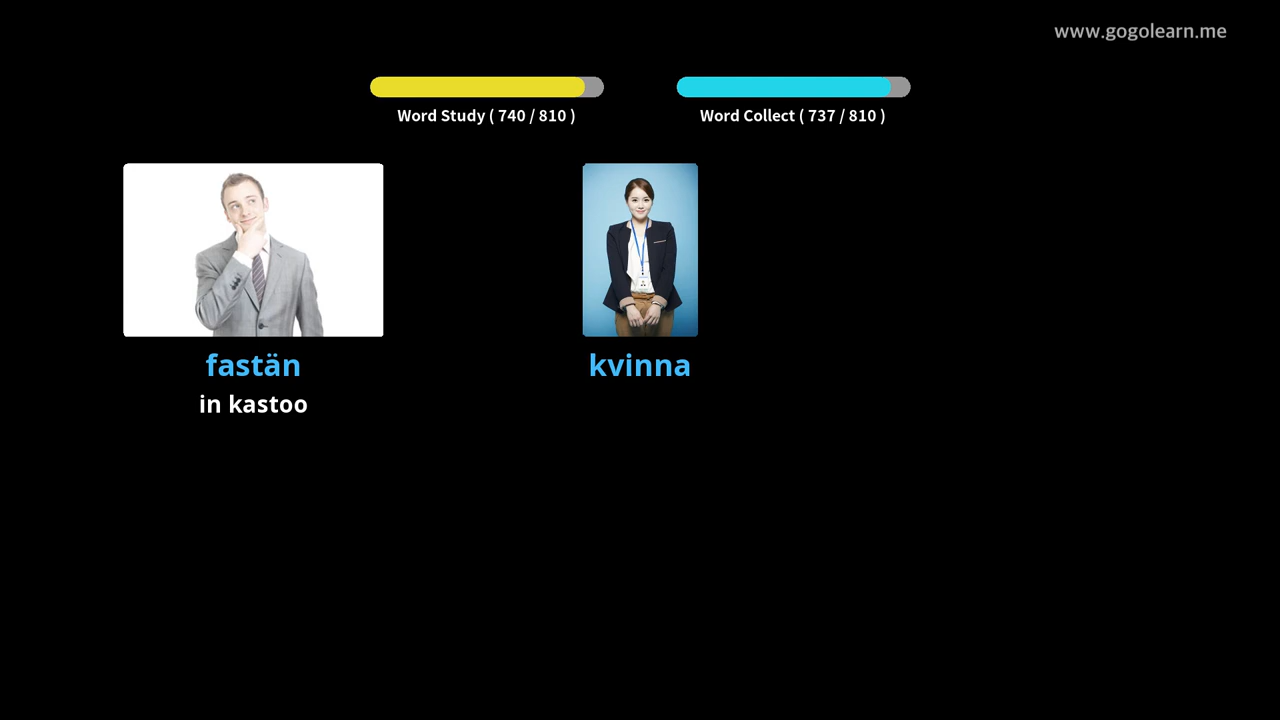 www.gogolearn.me
Word Study ( 740 / 810 )
Word Collect ( 737 / 810 )
fastän
kvinna
in kastoo